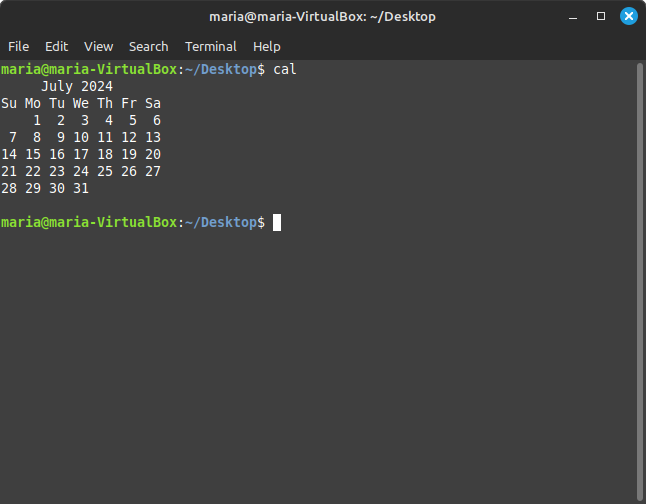 maria@maria-VirtualBox: ~/Desktop
File Edit View Search Terminal Help
maria@maria-VirtualBox:~/Desktop$ cal
     July 2024
Su Mo Tu We Th Fr Sa
    1  2  3  4  5  6
 7  8  9 10 11 12 13
14 15 16 17 18 19 20
21 22 23 24 25 26 27
28 29 30 31
maria@maria-VirtualBox:~/Desktop$